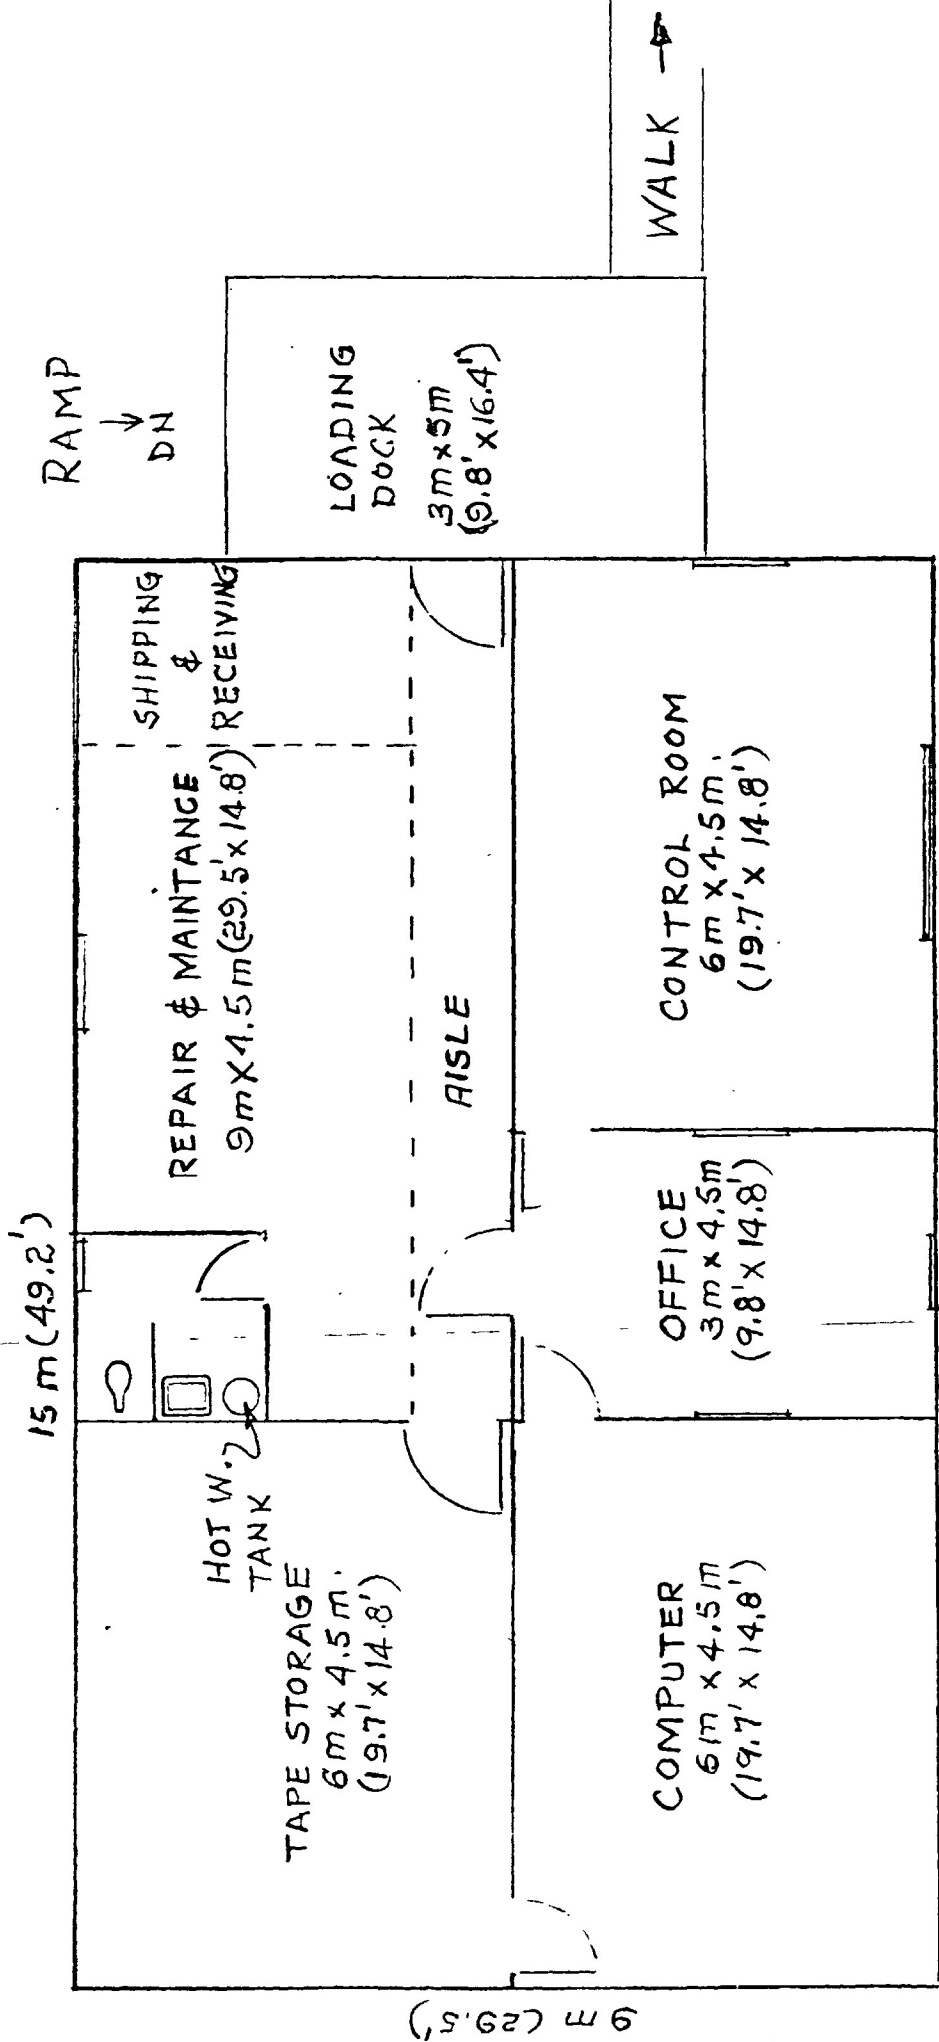 15 m (49.2')
RAMP
↓
DN
SHIPPING
&
RECEIVING
REPAIR & MAINTANCE
9m x 4.5m (29.5' x 14.8')
LOADING
DOCK
3m x 5m
(9.8' x 16.4')
WALK →
HOT W.
TANK
TAPE STORAGE
6m x 4.5m.
(19.7' x 14.8')
AISLE
COMPUTER
6m x 4.5m
(19.7' x 14.8')
OFFICE
3m x 4.5m
(9.8' x 14.8')
CONTROL ROOM
6m x 4.5m.
(19.7' x 14.8')
9 m (29.5')